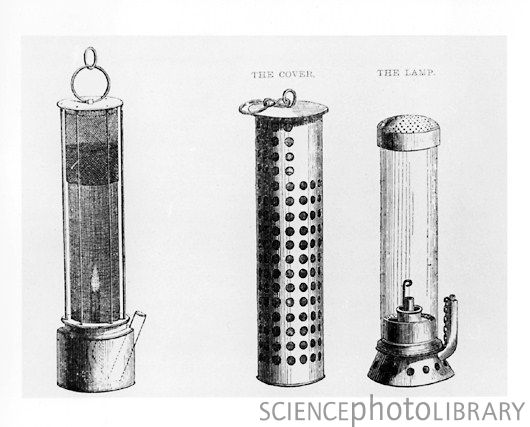 THE COVER.
THE LAMP.
SCIENCEphotoLIBRARY